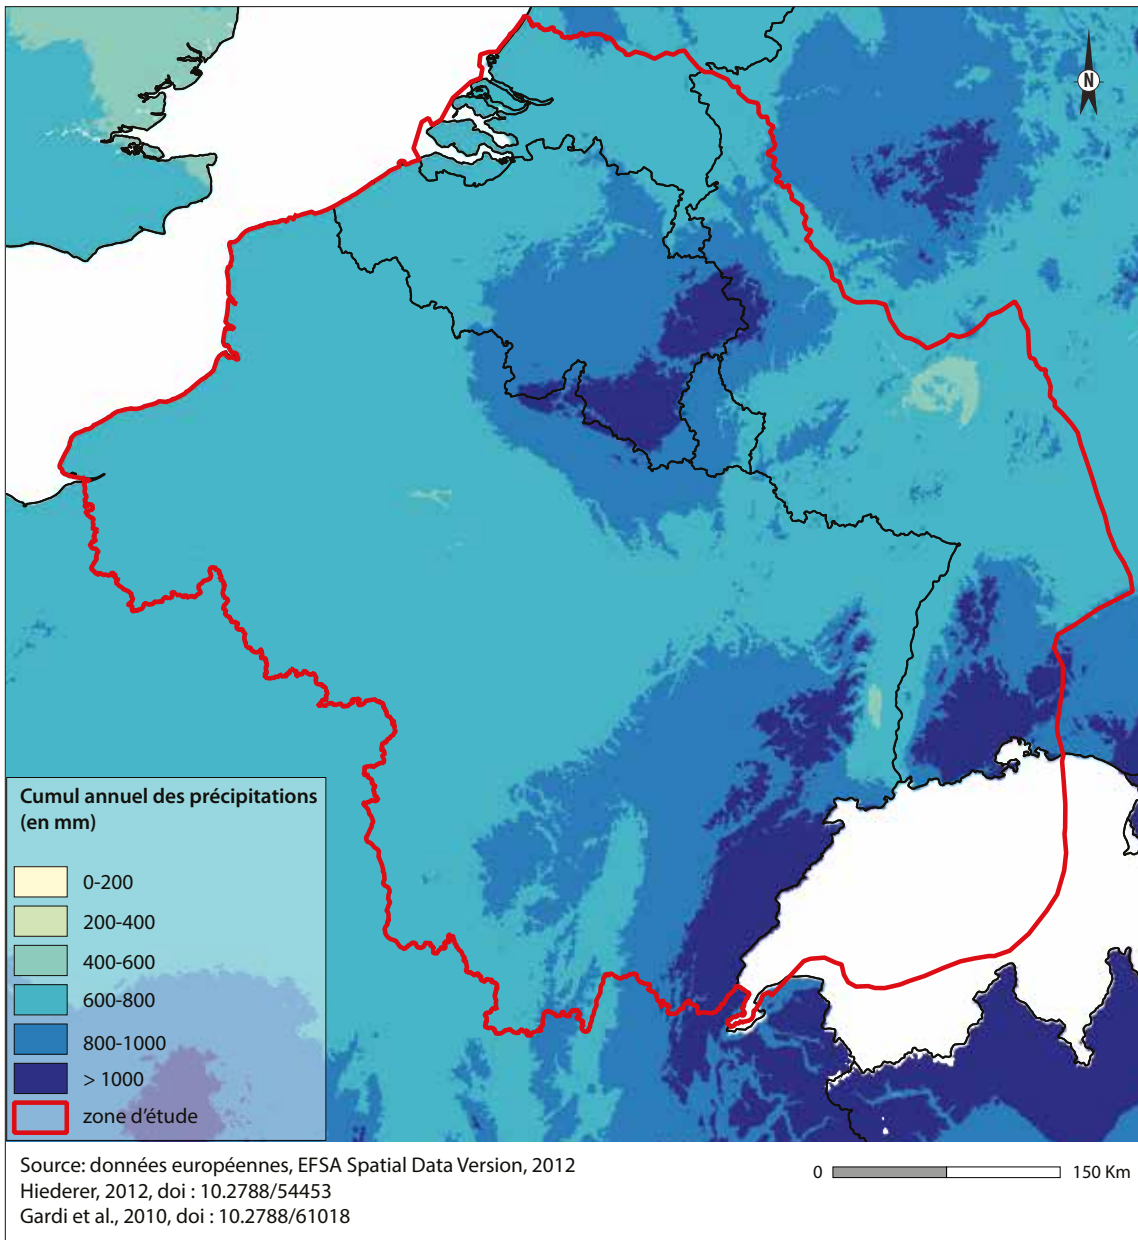 N
Cumul annuel des précipitations
(en mm)
0-200
200-400
400-600
600-800
800-1000
> 1000
zone d'étude
Source: données européennes, EFSA Spatial Data Version, 2012
Hiederer, 2012, doi : 10.2788/54453
Gardi et al., 2010, doi : 10.2788/61018
0 150 Km